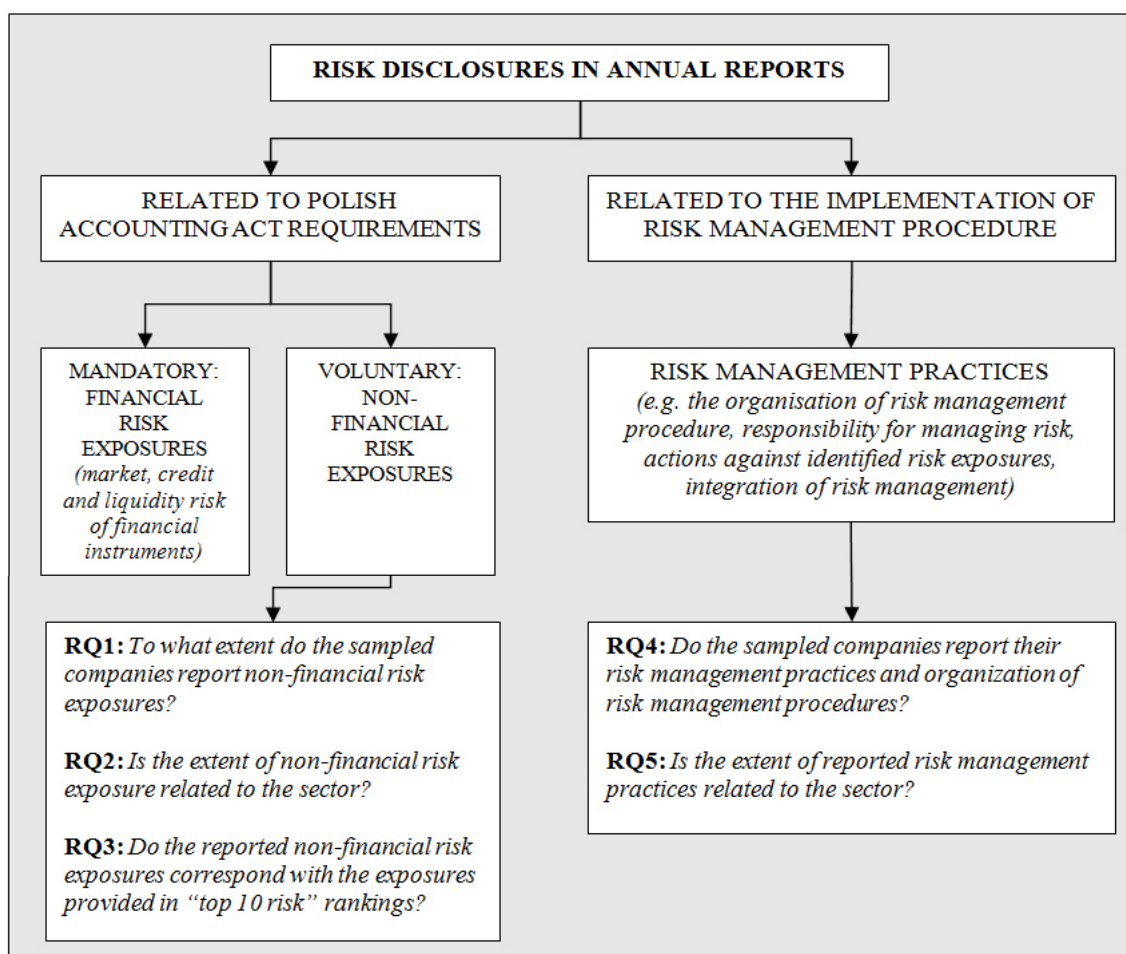 RISK DISCLOSURES IN ANNUAL REPORTS
RELATED TO POLISH
ACCOUNTING ACT REQUIREMENTS
RELATED TO THE IMPLEMENTATION OF
RISK MANAGEMENT PROCEDURE
MANDATORY:
FINANCIAL
RISK
EXPOSURES
(market, credit
and liquidity risk
of financial
instruments)
VOLUNTARY:
NON-
FINANCIAL
RISK
EXPOSURES
RISK MANAGEMENT PRACTICES
(e.g. the organisation of risk management
procedure, responsibility for managing risk,
actions against identified risk exposures,
integration of risk management)
RQ1: To what extent do the sampled
companies report non-financial risk
exposures?
RQ2: Is the extent of non-financial risk
exposure related to the sector?
RQ3: Do the reported non-financial risk
exposures correspond with the exposures
provided in “top 10 risk” rankings?
RQ4: Do the sampled companies report their
risk management practices and organization of
risk management procedures?
RQ5: Is the extent of reported risk management
practices related to the sector?